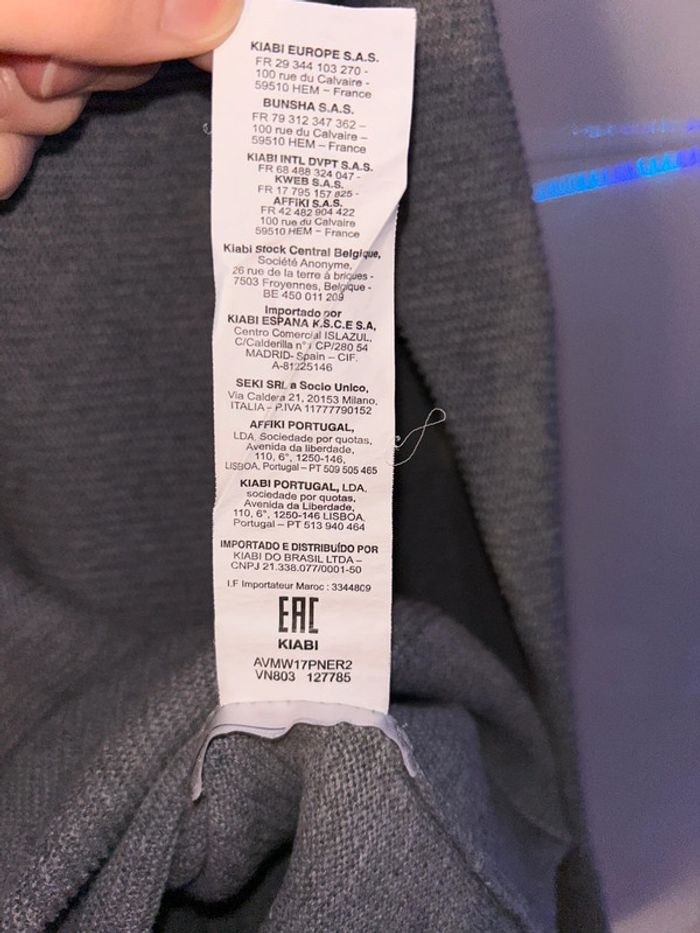 KIABI EUROPE S.A.S.
FR 29 344 103 270 -
100 rue du Calvaire -
59510 HEM – France
BUNSHA S.A.S.
FR 79 312 347 362 –
100 rue du Calvaire –
59510 HEM – France
KIABI INTL DVPT S.A.S.
FR 68 488 324 047 -
KWEB S.A.S.
FR 17 795 157 825 -
AFFIKI S.A.S.
FR 42 482 904 422
100 rue du Calvaire
59510 HEM – France
Kiabi Stock Central Belgique,
Société Anonyme,
26 rue de la terre à briques -
7503 Froyennes, Belgique -
BE 450 011 209
Importado por
KIABI ESPANA K.S.C.E S.A,
Centro Comercial ISLAZUL,
C/Calderilla n° 1 CP/280 54
MADRID- Spain – CIF.
A-81225146
SEKI SRL a Socio Unico,
Via Caldera 21, 20153 Milano,
ITALIA – P.IVA 11777790152
AFFIKI PORTUGAL,
LDA, Sociedade por quotas,
Avenida da liberdade,
110, 6°, 1250-146,
LISBOA, Portugal – PT 509 505 465
KIABI PORTUGAL, LDA,
sociedade por quotas,
Avenida da Liberdade,
110, 6°, 1250-146 LISBOA,
Portugal – PT 513 940 464
IMPORTADO E DISTRIBUÍDO POR
KIABI DO BRASIL LTDA –
CNPJ 21.338.077/0001-50
I.F Importateur Maroc : 3344809
EAC
KIABI
AVMW17PNER2
VN803 127785